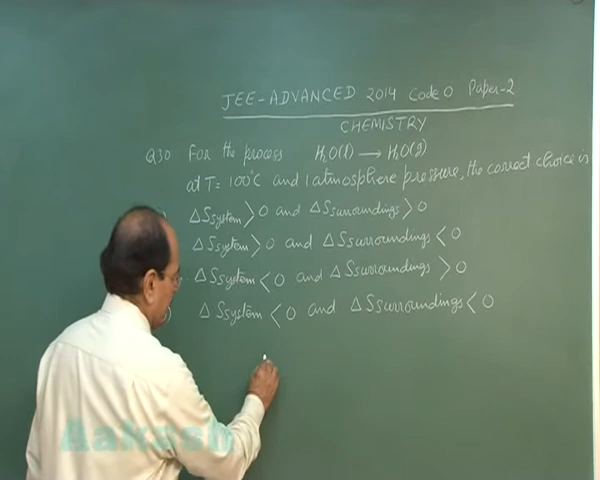 JEE-ADVANCED 2014 Code 0 Paper-2
CHEMISTRY
Q30 For the process H₂O(l) → H₂O(g)
at T= 100°C and 1 atmosphere pressure, the correct choice is
) ΔSsystem > 0 and ΔSsurroundings > 0
ΔSsystem > 0 and ΔSsurroundings < 0
ΔSsystem < 0 and ΔSsurroundings > 0
) ΔSsystem < 0 and ΔSsurroundings < 0
Aakash